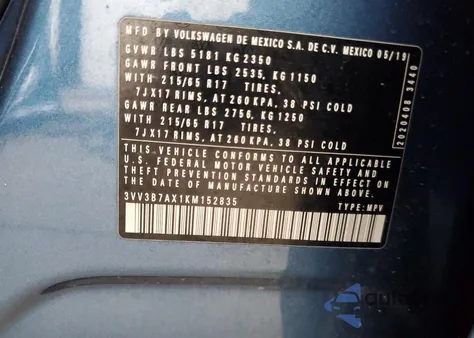 MFD. BY VOLKSWAGEN DE MEXICO S.A. DE C.V. MEXICO 05/19
GVWR LBS 5181 KG 2350
GAWR FRONT LBS 2535, KG 1150
WITH 215/65 R17 TIRES,
7JX17 RIMS, AT 260 KPA, 38 PSI COLD
GAWR REAR LBS 2756, KG 1250
WITH 215/65 R17 TIRES,
7JX17 RIMS, AT 260 KPA, 38 PSI COLD
THIS VEHICLE CONFORMS TO ALL APPLICABLE
U.S. FEDERAL MOTOR VEHICLE SAFETY AND
THEFT PREVENTION STANDARDS IN EFFECT ON
THE DATE OF MANUFACTURE SHOWN ABOVE.
3VV3B7AX1KM152835
TYPE: MPV
2020408 3440